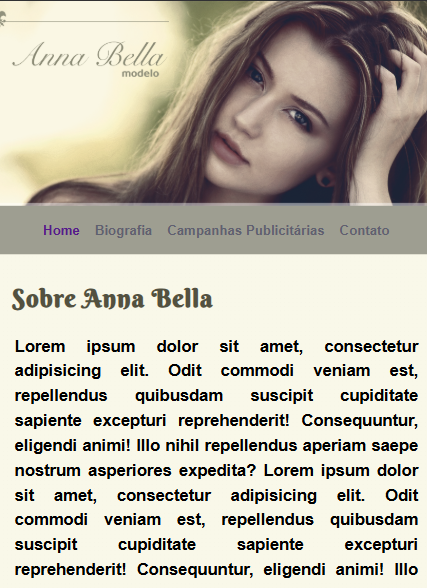 Anna Bella
modelo
Home Biografia Campanhas Publicitárias Contato
Sobre Anna Bella
Lorem ipsum dolor sit amet, consectetur
adipisicing elit. Odit commodi veniam est,
repellendus quibusdam suscipit cupiditate
sapiente excepturi reprehenderit! Consequuntur,
eligendi animi! Illo nihil repellendus aperiam saepe
nostrum asperiores expedita? Lorem ipsum dolor
sit amet, consectetur adipisicing elit. Odit
commodi veniam est, repellendus quibusdam
suscipit cupiditate sapiente excepturi
reprehenderit! Consequuntur, eligendi animi! Illo